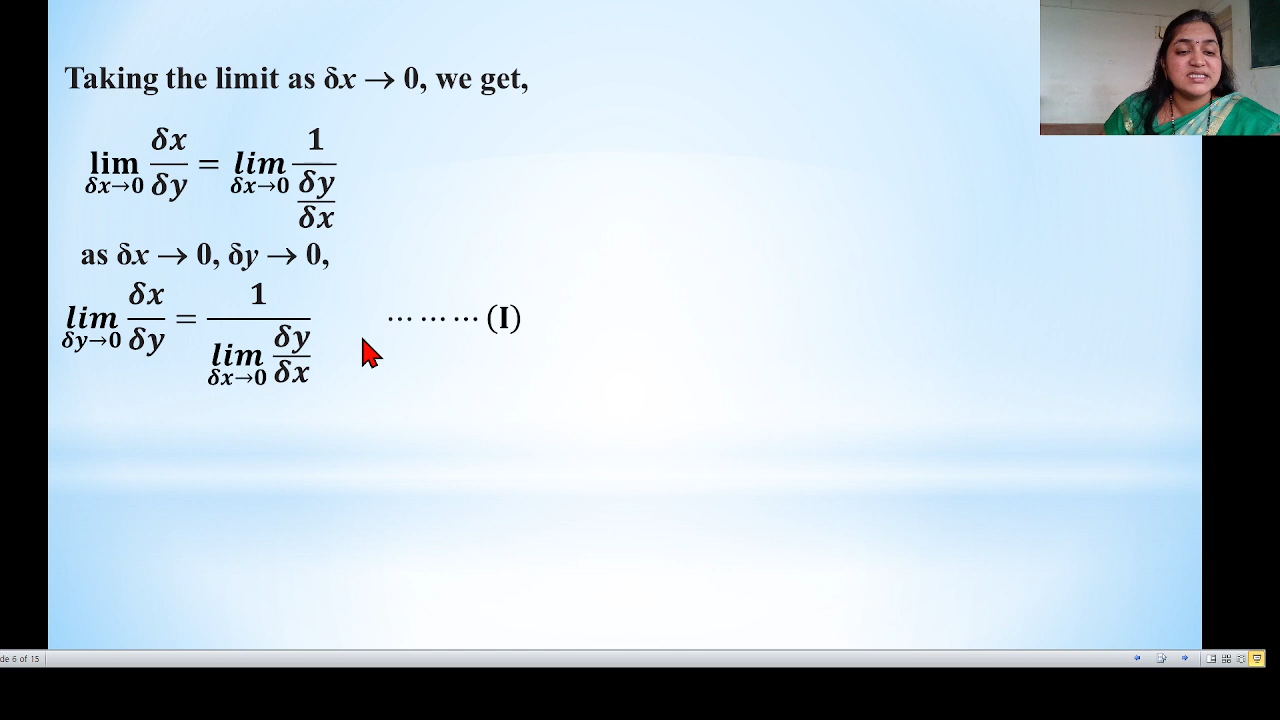 Taking the limit as δx → 0, we get,
lim δx→0 δx/δy = lim δx→0 1/(δy/δx)
as δx → 0, δy → 0,
lim δy→0 δx/δy = 1/(lim δx→0 δy/δx) ⋯ ⋯ ⋯ (I)
de 6 of 15